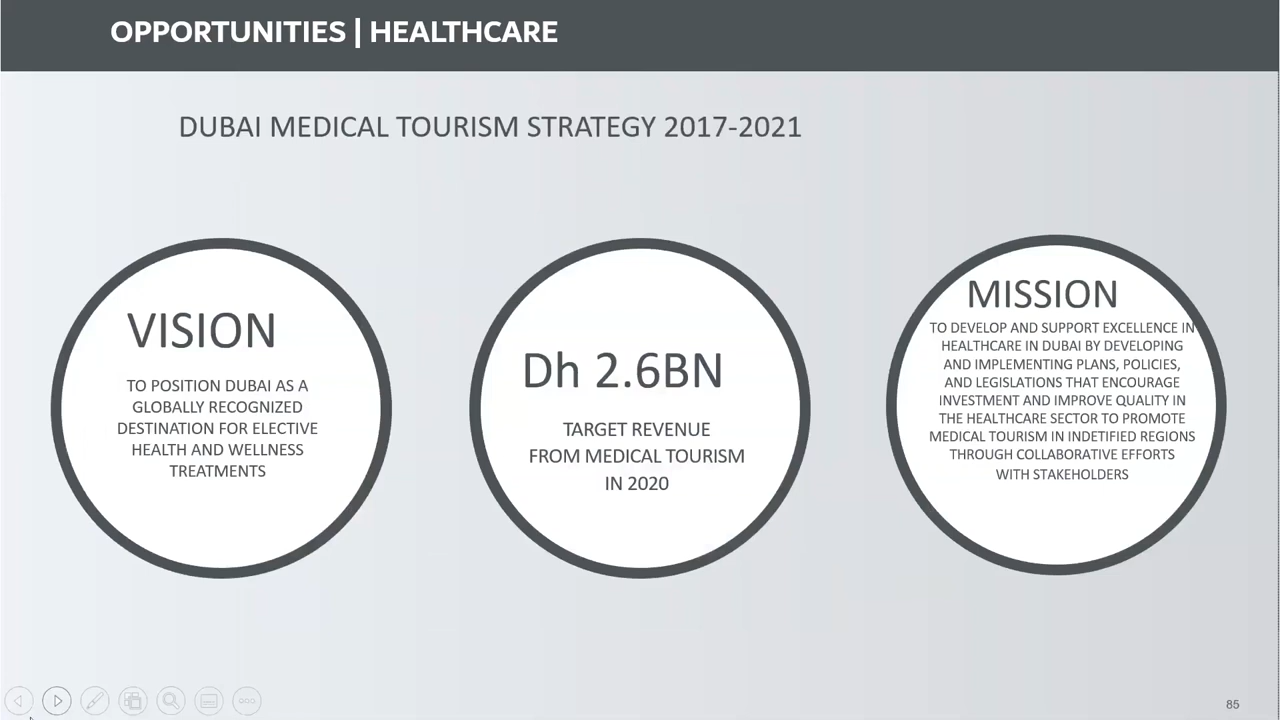 OPPORTUNITIES | HEALTHCARE
DUBAI MEDICAL TOURISM STRATEGY 2017-2021
VISION
TO POSITION DUBAI AS A
GLOBALLY RECOGNIZED
DESTINATION FOR ELECTIVE
HEALTH AND WELLNESS
TREATMENTS
Dh 2.6BN
TARGET REVENUE
FROM MEDICAL TOURISM
IN 2020
MISSION
TO DEVELOP AND SUPPORT EXCELLENCE IN
HEALTHCARE IN DUBAI BY DEVELOPING
AND IMPLEMENTING PLANS, POLICIES,
AND LEGISLATIONS THAT ENCOURAGE
INVESTMENT AND IMPROVE QUALITY IN
THE HEALTHCARE SECTOR TO PROMOTE
MEDICAL TOURISM IN INDETIFIED REGIONS
THROUGH COLLABORATIVE EFFORTS
WITH STAKEHOLDERS
85